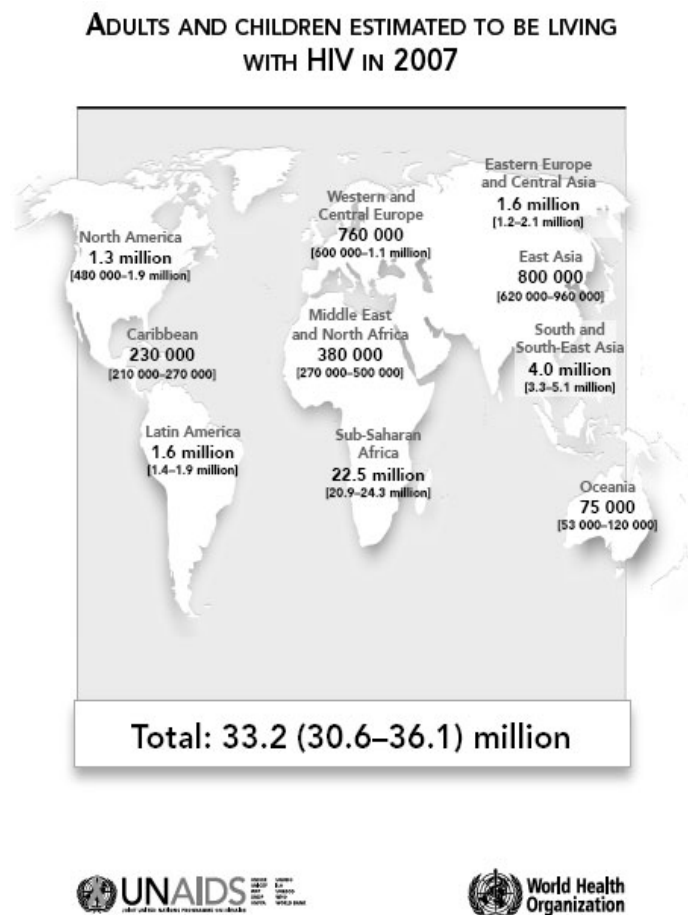 ADULTS AND CHILDREN ESTIMATED TO BE LIVING
WITH HIV IN 2007
Eastern Europe
and Central Asia
1.6 million
[1.2–2.1 million]
Western and
Central Europe
760 000
[600 000–1.1 million]
North America
1.3 million
[480 000–1.9 million]
East Asia
800 000
[620 000–960 000]
Middle East
and North Africa
380 000
[270 000–500 000]
Caribbean
230 000
[210 000–270 000]
South and
South-East Asia
4.0 million
[3.3–5.1 million]
Latin America
1.6 million
[1.4–1.9 million]
Sub-Saharan
Africa
22.5 million
[20.9–24.3 million]
Oceania
75 000
[53 000–120 000]
Total: 33.2 (30.6–36.1) million
UNAIDS
World Health
Organization